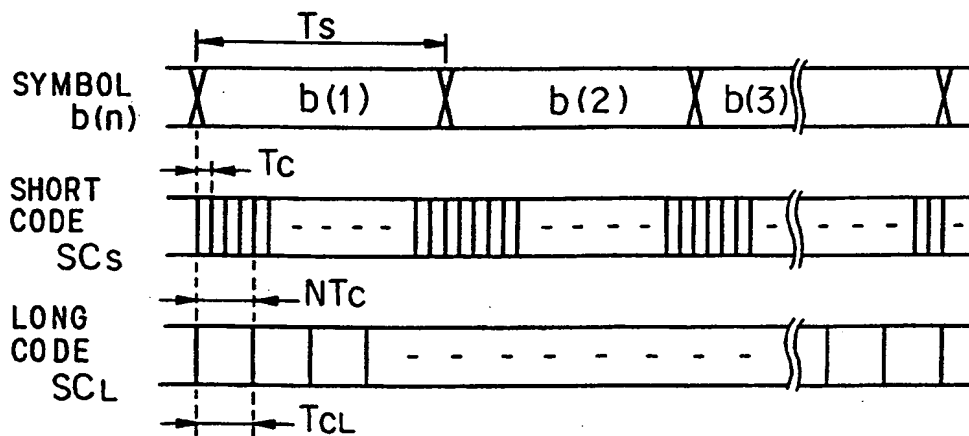 Ts
SYMBOL
b(n)
b(1) b(2) b(3)
Tc
SHORT
CODE
SCs
NTc
LONG
CODE
SCL
TCL